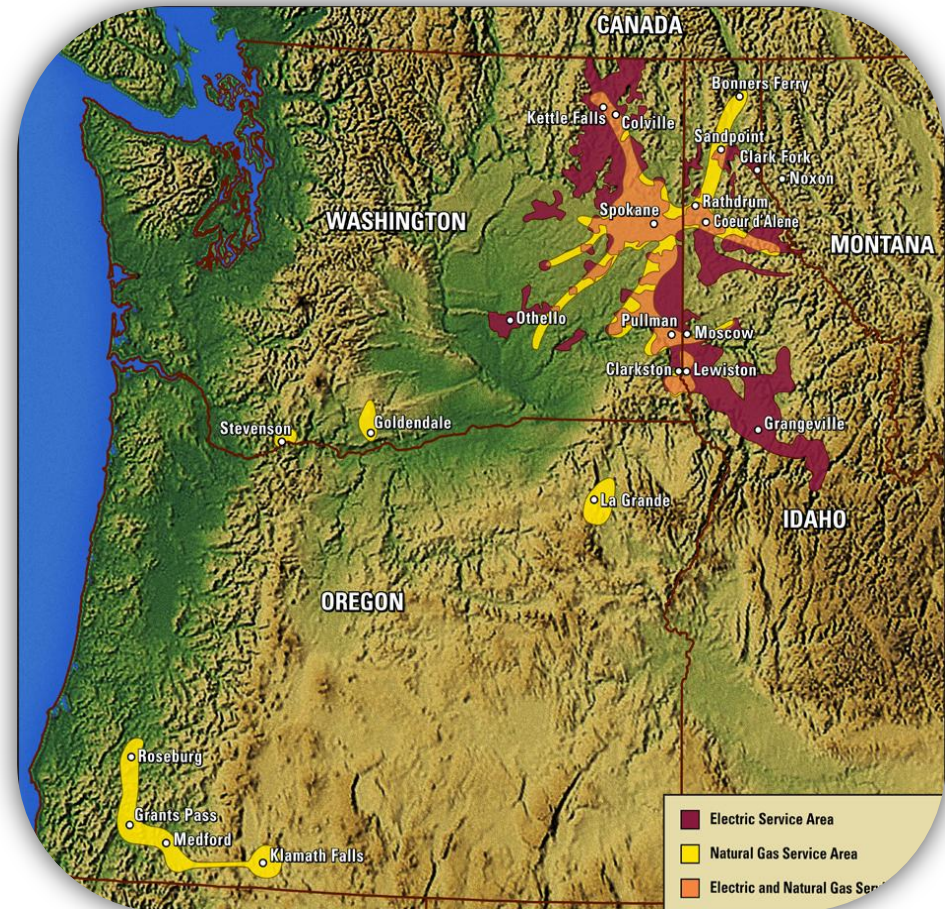 CANADA
Bonners Ferry
Kettle Falls
Colville
Sandpoint
Clark Fork
Noxon
Rathdrum
Spokane
Coeur d'Alene
WASHINGTON
MONTANA
Othello
Pullman
Moscow
Clarkston
Lewiston
Stevenson
Goldendale
Grangeville
La Grande
IDAHO
OREGON
Roseburg
Grants Pass
Medford
Klamath Falls
Electric Service Area
Natural Gas Service Area
Electric and Natural Gas